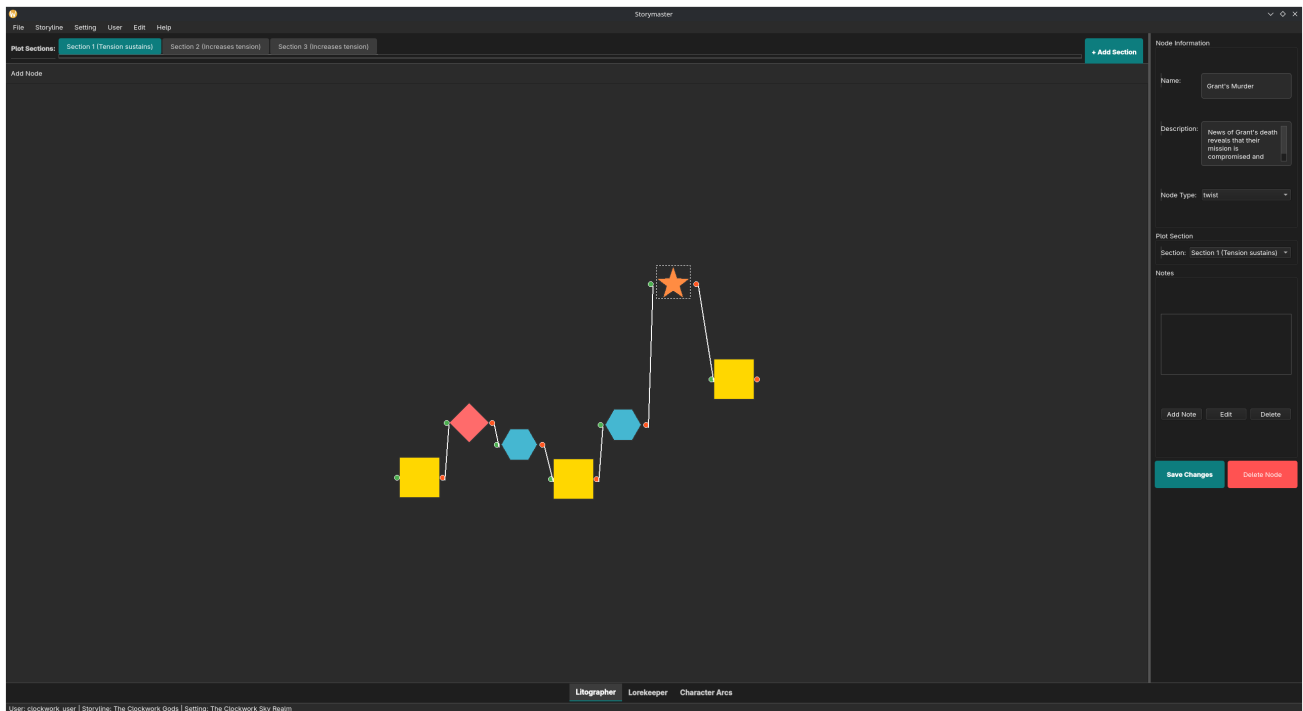 Storymaster
File Storyline Setting User Edit Help
Plot Sections: Section 1 (Tension sustains) Section 2 (Increases tension) Section 3 (Increases tension) + Add Section
Add Node
Node Information
Name: Grant's Murder
Description: News of Grant's death
reveals that their
mission is
compromised and
Node Type: twist
Plot Section
Section: Section 1 (Tension sustains)
Notes
Add Note Edit Delete
Save Changes Delete Node
Litographer Lorekeeper Character Arcs
User: clockwork_user | Storyline: The Clockwork Gods | Setting: The Clockwork Sky Realm